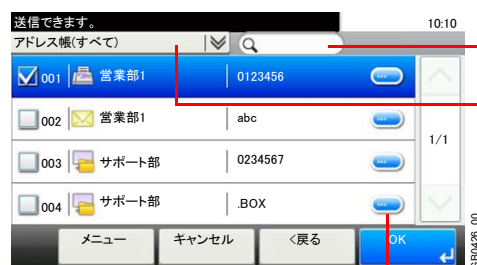 送信できます。 10:10
アドレス帳(すべて)
001 営業部1 0123456
002 営業部1 abc
1/1
003 サポート部 0234567
004 サポート部 .BOX
メニュー キャンセル <戻る OK
GB0426_00